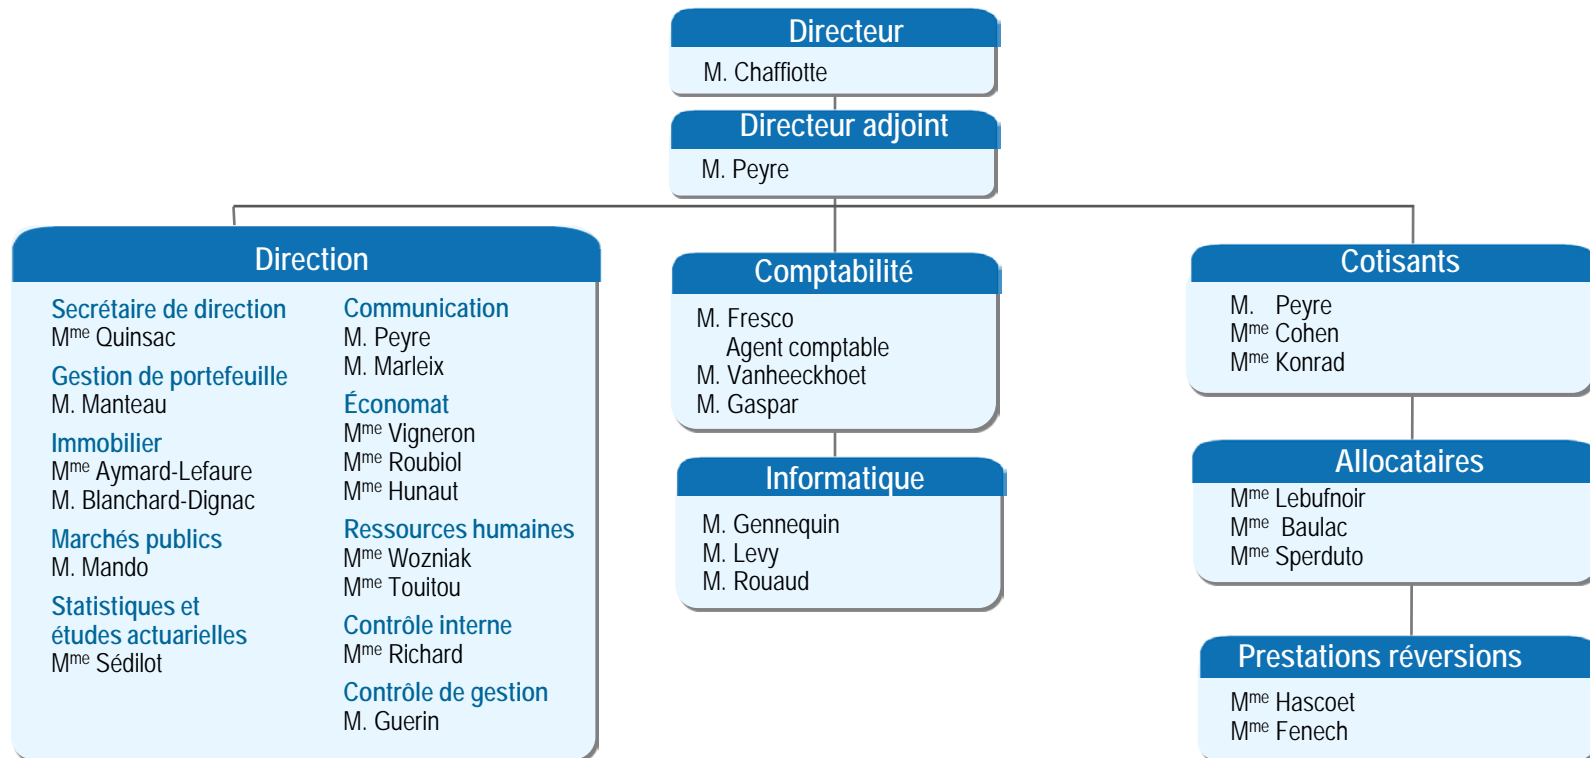 Directeur
M. Chaffiotte
Directeur adjoint
M. Peyre
Direction
Secrétaire de direction
Mme Quinsac
Gestion de portefeuille
M. Manteau
Immobilier
Mme Aymard-Lefaure
M. Blanchard-Dignac
Marchés publics
M. Mando
Statistiques et
études actuarielles
Mme Sédilot
Communication
M. Peyre
M. Marleix
Économat
Mme Vigneron
Mme Roubiol
Mme Hunaut
Ressources humaines
Mme Wozniak
Mme Touitou
Contrôle interne
Mme Richard
Contrôle de gestion
M. Guerin
Comptabilité
M. Fresco
Agent comptable
M. Vanheeckhoet
M. Gaspar
Informatique
M. Gennequin
M. Levy
M. Rouaud
Cotisants
M. Peyre
Mme Cohen
Mme Konrad
Allocataires
Mme Lebufnoir
Mme Baulac
Mme Sperduto
Prestations réversions
Mme Hascoet
Mme Fenech